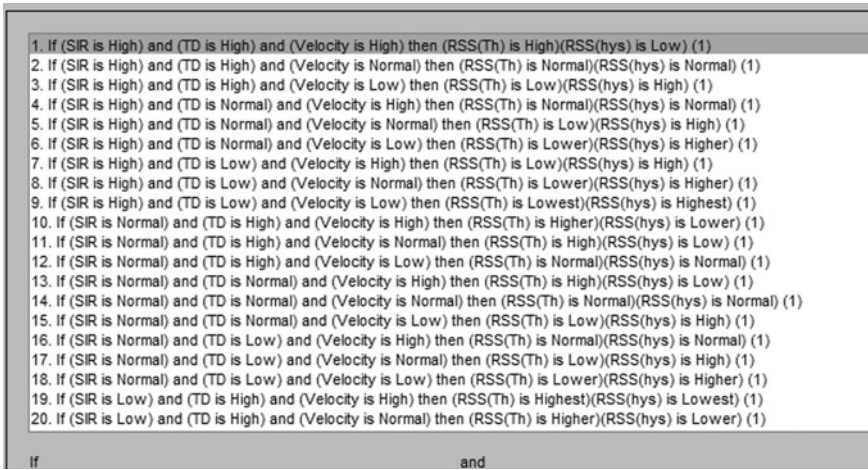 1. If (SIR is High) and (TD is High) and (Velocity is High) then (RSS(Th) is High)(RSS(hys) is Low) (1)
2. If (SIR is High) and (TD is High) and (Velocity is Normal) then (RSS(Th) is Normal)(RSS(hys) is Normal) (1)
3. If (SIR is High) and (TD is High) and (Velocity is Low) then (RSS(Th) is Low)(RSS(hys) is High) (1)
4. If (SIR is High) and (TD is Normal) and (Velocity is High) then (RSS(Th) is Normal)(RSS(hys) is Normal) (1)
5. If (SIR is High) and (TD is Normal) and (Velocity is Normal) then (RSS(Th) is Low)(RSS(hys) is High) (1)
6. If (SIR is High) and (TD is Normal) and (Velocity is Low) then (RSS(Th) is Lower)(RSS(hys) is Higher) (1)
7. If (SIR is High) and (TD is Low) and (Velocity is High) then (RSS(Th) is Low)(RSS(hys) is High) (1)
8. If (SIR is High) and (TD is Low) and (Velocity is Normal) then (RSS(Th) is Lower)(RSS(hys) is Higher) (1)
9. If (SIR is High) and (TD is Low) and (Velocity is Low) then (RSS(Th) is Lowest)(RSS(hys) is Highest) (1)
10. If (SIR is Normal) and (TD is High) and (Velocity is High) then (RSS(Th) is Higher)(RSS(hys) is Lower) (1)
11. If (SIR is Normal) and (TD is High) and (Velocity is Normal) then (RSS(Th) is High)(RSS(hys) is Low) (1)
12. If (SIR is Normal) and (TD is High) and (Velocity is Low) then (RSS(Th) is Normal)(RSS(hys) is Normal) (1)
13. If (SIR is Normal) and (TD is Normal) and (Velocity is High) then (RSS(Th) is High)(RSS(hys) is Low) (1)
14. If (SIR is Normal) and (TD is Normal) and (Velocity is Normal) then (RSS(Th) is Normal)(RSS(hys) is Normal) (1)
15. If (SIR is Normal) and (TD is Normal) and (Velocity is Low) then (RSS(Th) is Low)(RSS(hys) is High) (1)
16. If (SIR is Normal) and (TD is Low) and (Velocity is High) then (RSS(Th) is Normal)(RSS(hys) is Normal) (1)
17. If (SIR is Normal) and (TD is Low) and (Velocity is Normal) then (RSS(Th) is Low)(RSS(hys) is High) (1)
18. If (SIR is Normal) and (TD is Low) and (Velocity is Low) then (RSS(Th) is Lower)(RSS(hys) is Higher) (1)
19. If (SIR is Low) and (TD is High) and (Velocity is High) then (RSS(Th) is Highest)(RSS(hys) is Lowest) (1)
20. If (SIR is Low) and (TD is High) and (Velocity is Normal) then (RSS(Th) is Higher)(RSS(hys) is Lower) (1)
If and